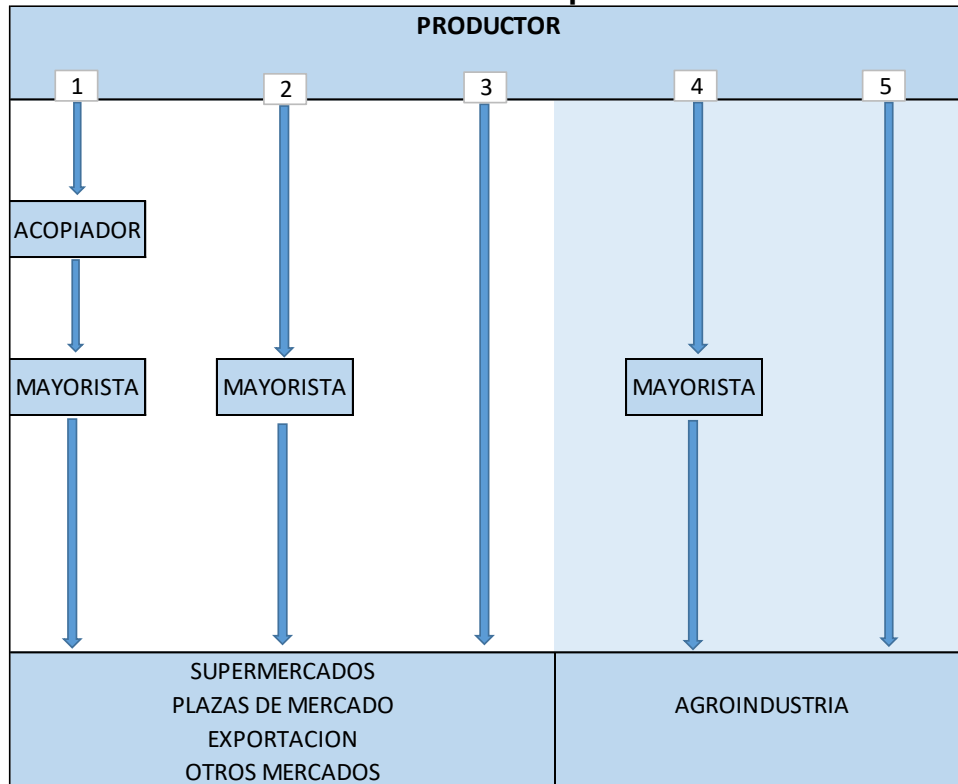 PRODUCTOR
1
2
3
4
5
ACOPIADOR
MAYORISTA
MAYORISTA
MAYORISTA
SUPERMERCADOS
PLAZAS DE MERCADO
EXPORTACION
OTROS MERCADOS
AGROINDUSTRIA